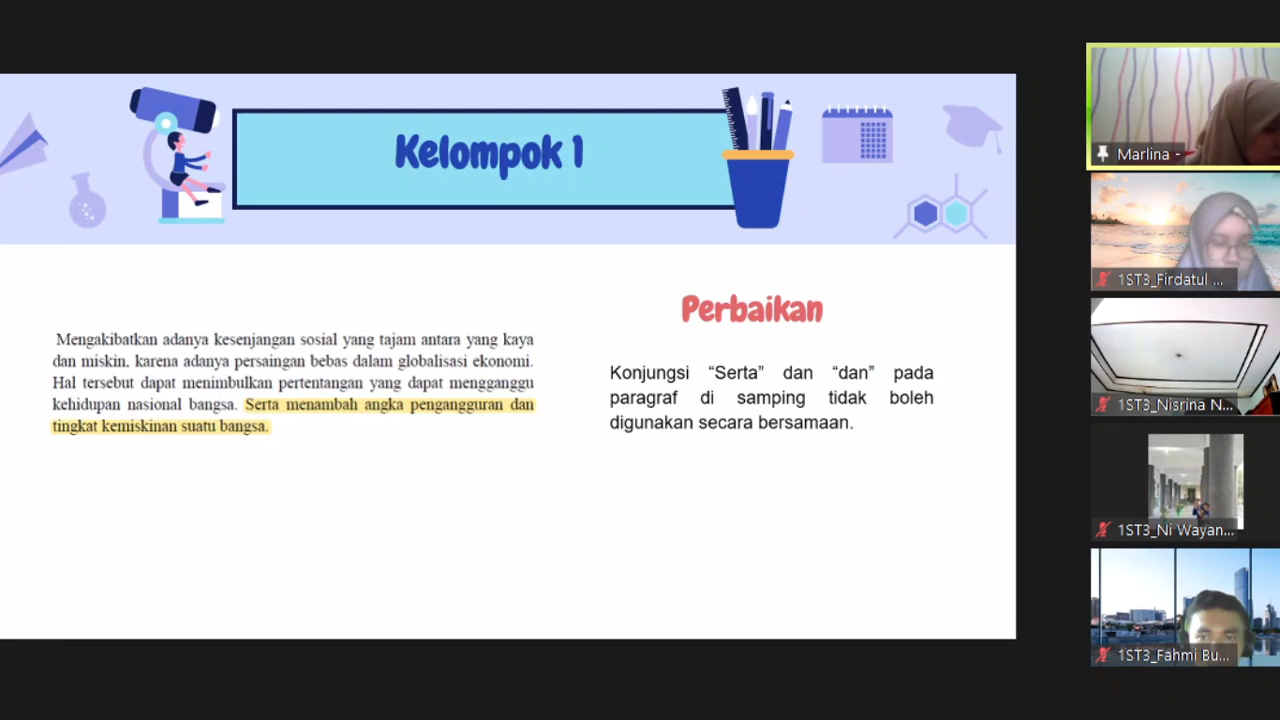 Kelompok 1
Mengakibatkan adanya kesenjangan sosial yang tajam antara yang kaya
dan miskin, karena adanya persaingan bebas dalam globalisasi ekonomi.
Hal tersebut dapat menimbulkan pertentangan yang dapat mengganggu
kehidupan nasional bangsa. Serta menambah angka pengangguran dan
tingkat kemiskinan suatu bangsa.
Perbaikan
Konjungsi “Serta” dan “dan” pada
paragraf di samping tidak boleh
digunakan secara bersamaan.
Marlina -
1ST3_Firdatul ...
1ST3_Nisrina N...
1ST3_Ni Wayan...
1ST3_Fahmi Bu...